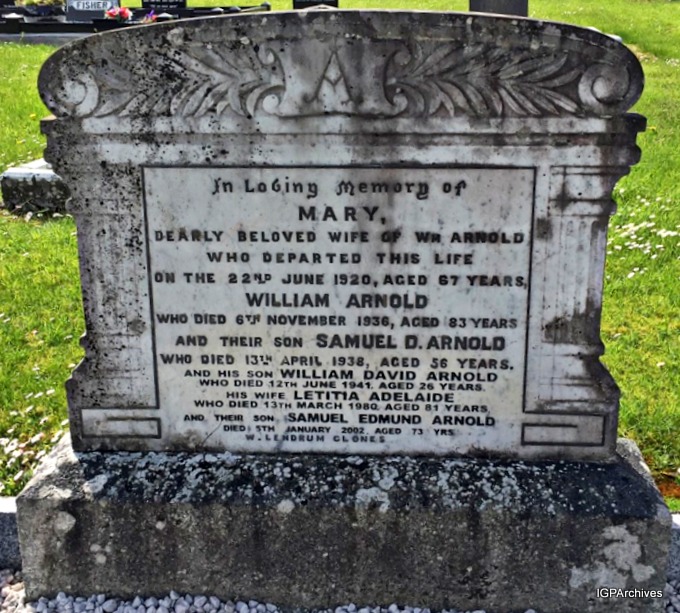 FISHER
A
In Loving Memory of
MARY,
DEARLY BELOVED WIFE OF WM ARNOLD
WHO DEPARTED THIS LIFE
ON THE 22ND JUNE 1920, AGED 67 YEARS,
WILLIAM ARNOLD
WHO DIED 6TH NOVEMBER 1936, AGED 83 YEARS
AND THEIR SON SAMUEL D. ARNOLD
WHO DIED 13TH APRIL 1938, AGED 56 YEARS.
AND HIS SON WILLIAM DAVID ARNOLD
WHO DIED 12TH JUNE 1941. AGED 26 YEARS.
HIS WIFE LETITIA ADELAIDE
WHO DIED 13TH MARCH 1980, AGED 81 YEARS
AND THEIR SON SAMUEL EDMUND ARNOLD
DIED 5TH JANUARY 2002, AGED 73 YRS
W. LENDRUM CLONES
IGPArchives